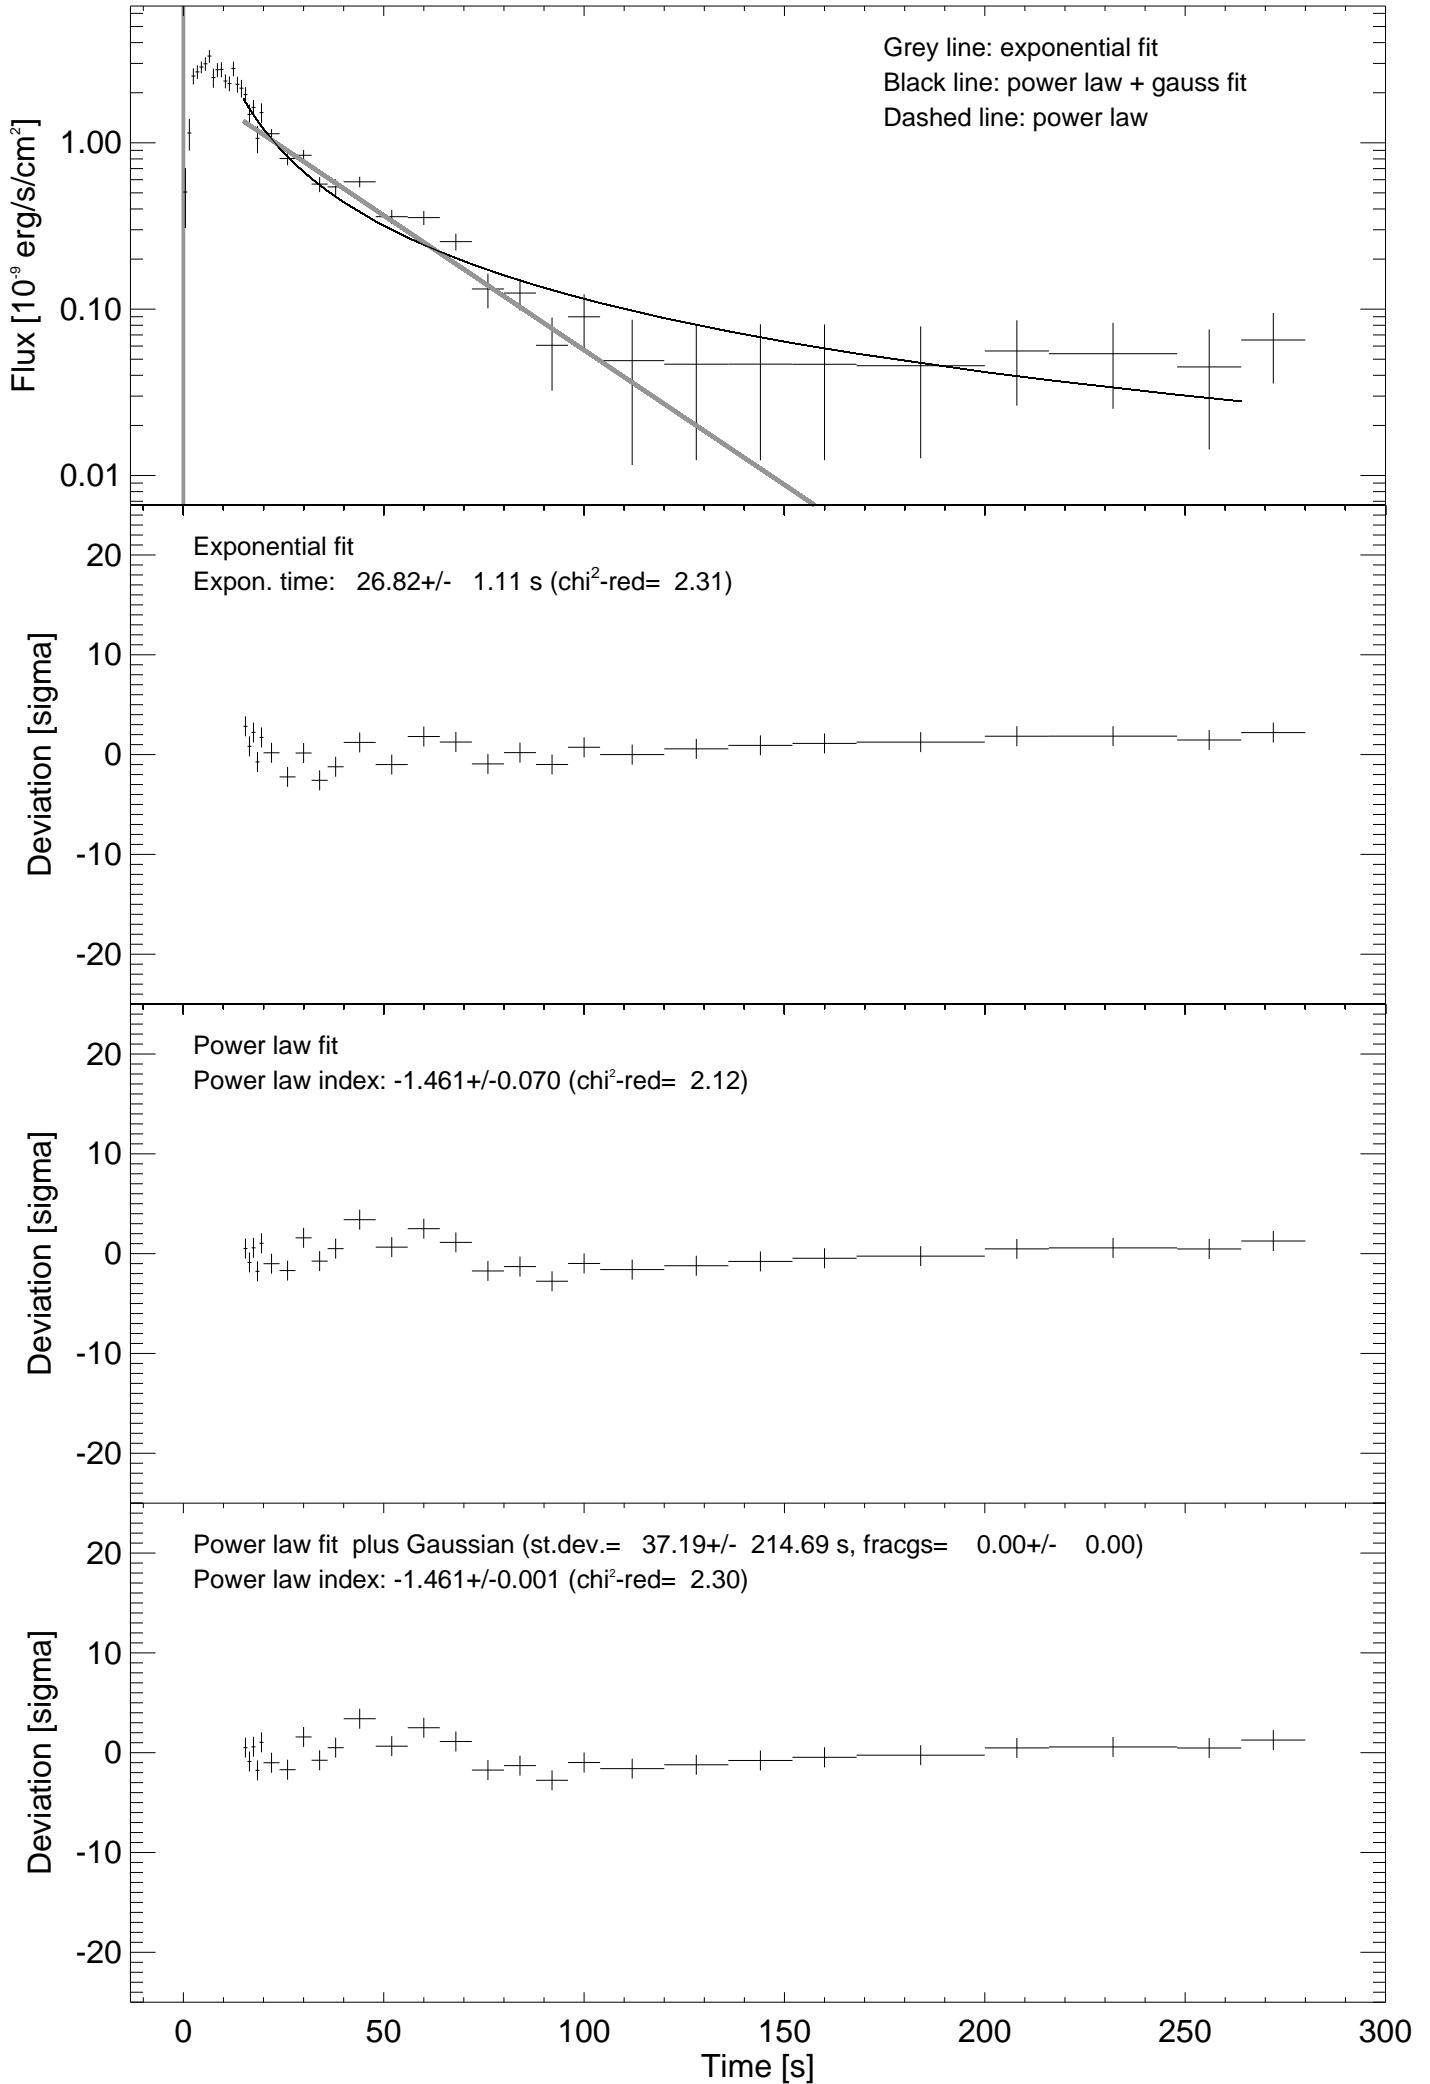 Grey line: exponential fit
Black line: power law + gauss fit
Dashed line: power law
Flux [10⁻⁹ erg/s/cm²]
1.00
0.10
0.01
Exponential fit
Expon. time: 26.82+/- 1.11 s (chi²-red= 2.31)
Deviation [sigma]
20
10
0
-10
-20
Power law fit
Power law index: -1.461+/-0.070 (chi²-red= 2.12)
Deviation [sigma]
20
10
0
-10
-20
Power law fit plus Gaussian (st.dev.= 37.19+/- 214.69 s, fracgs= 0.00+/- 0.00)
Power law index: -1.461+/-0.001 (chi²-red= 2.30)
Deviation [sigma]
20
10
0
-10
-20
0 50 100 150 200 250 300
Time [s]